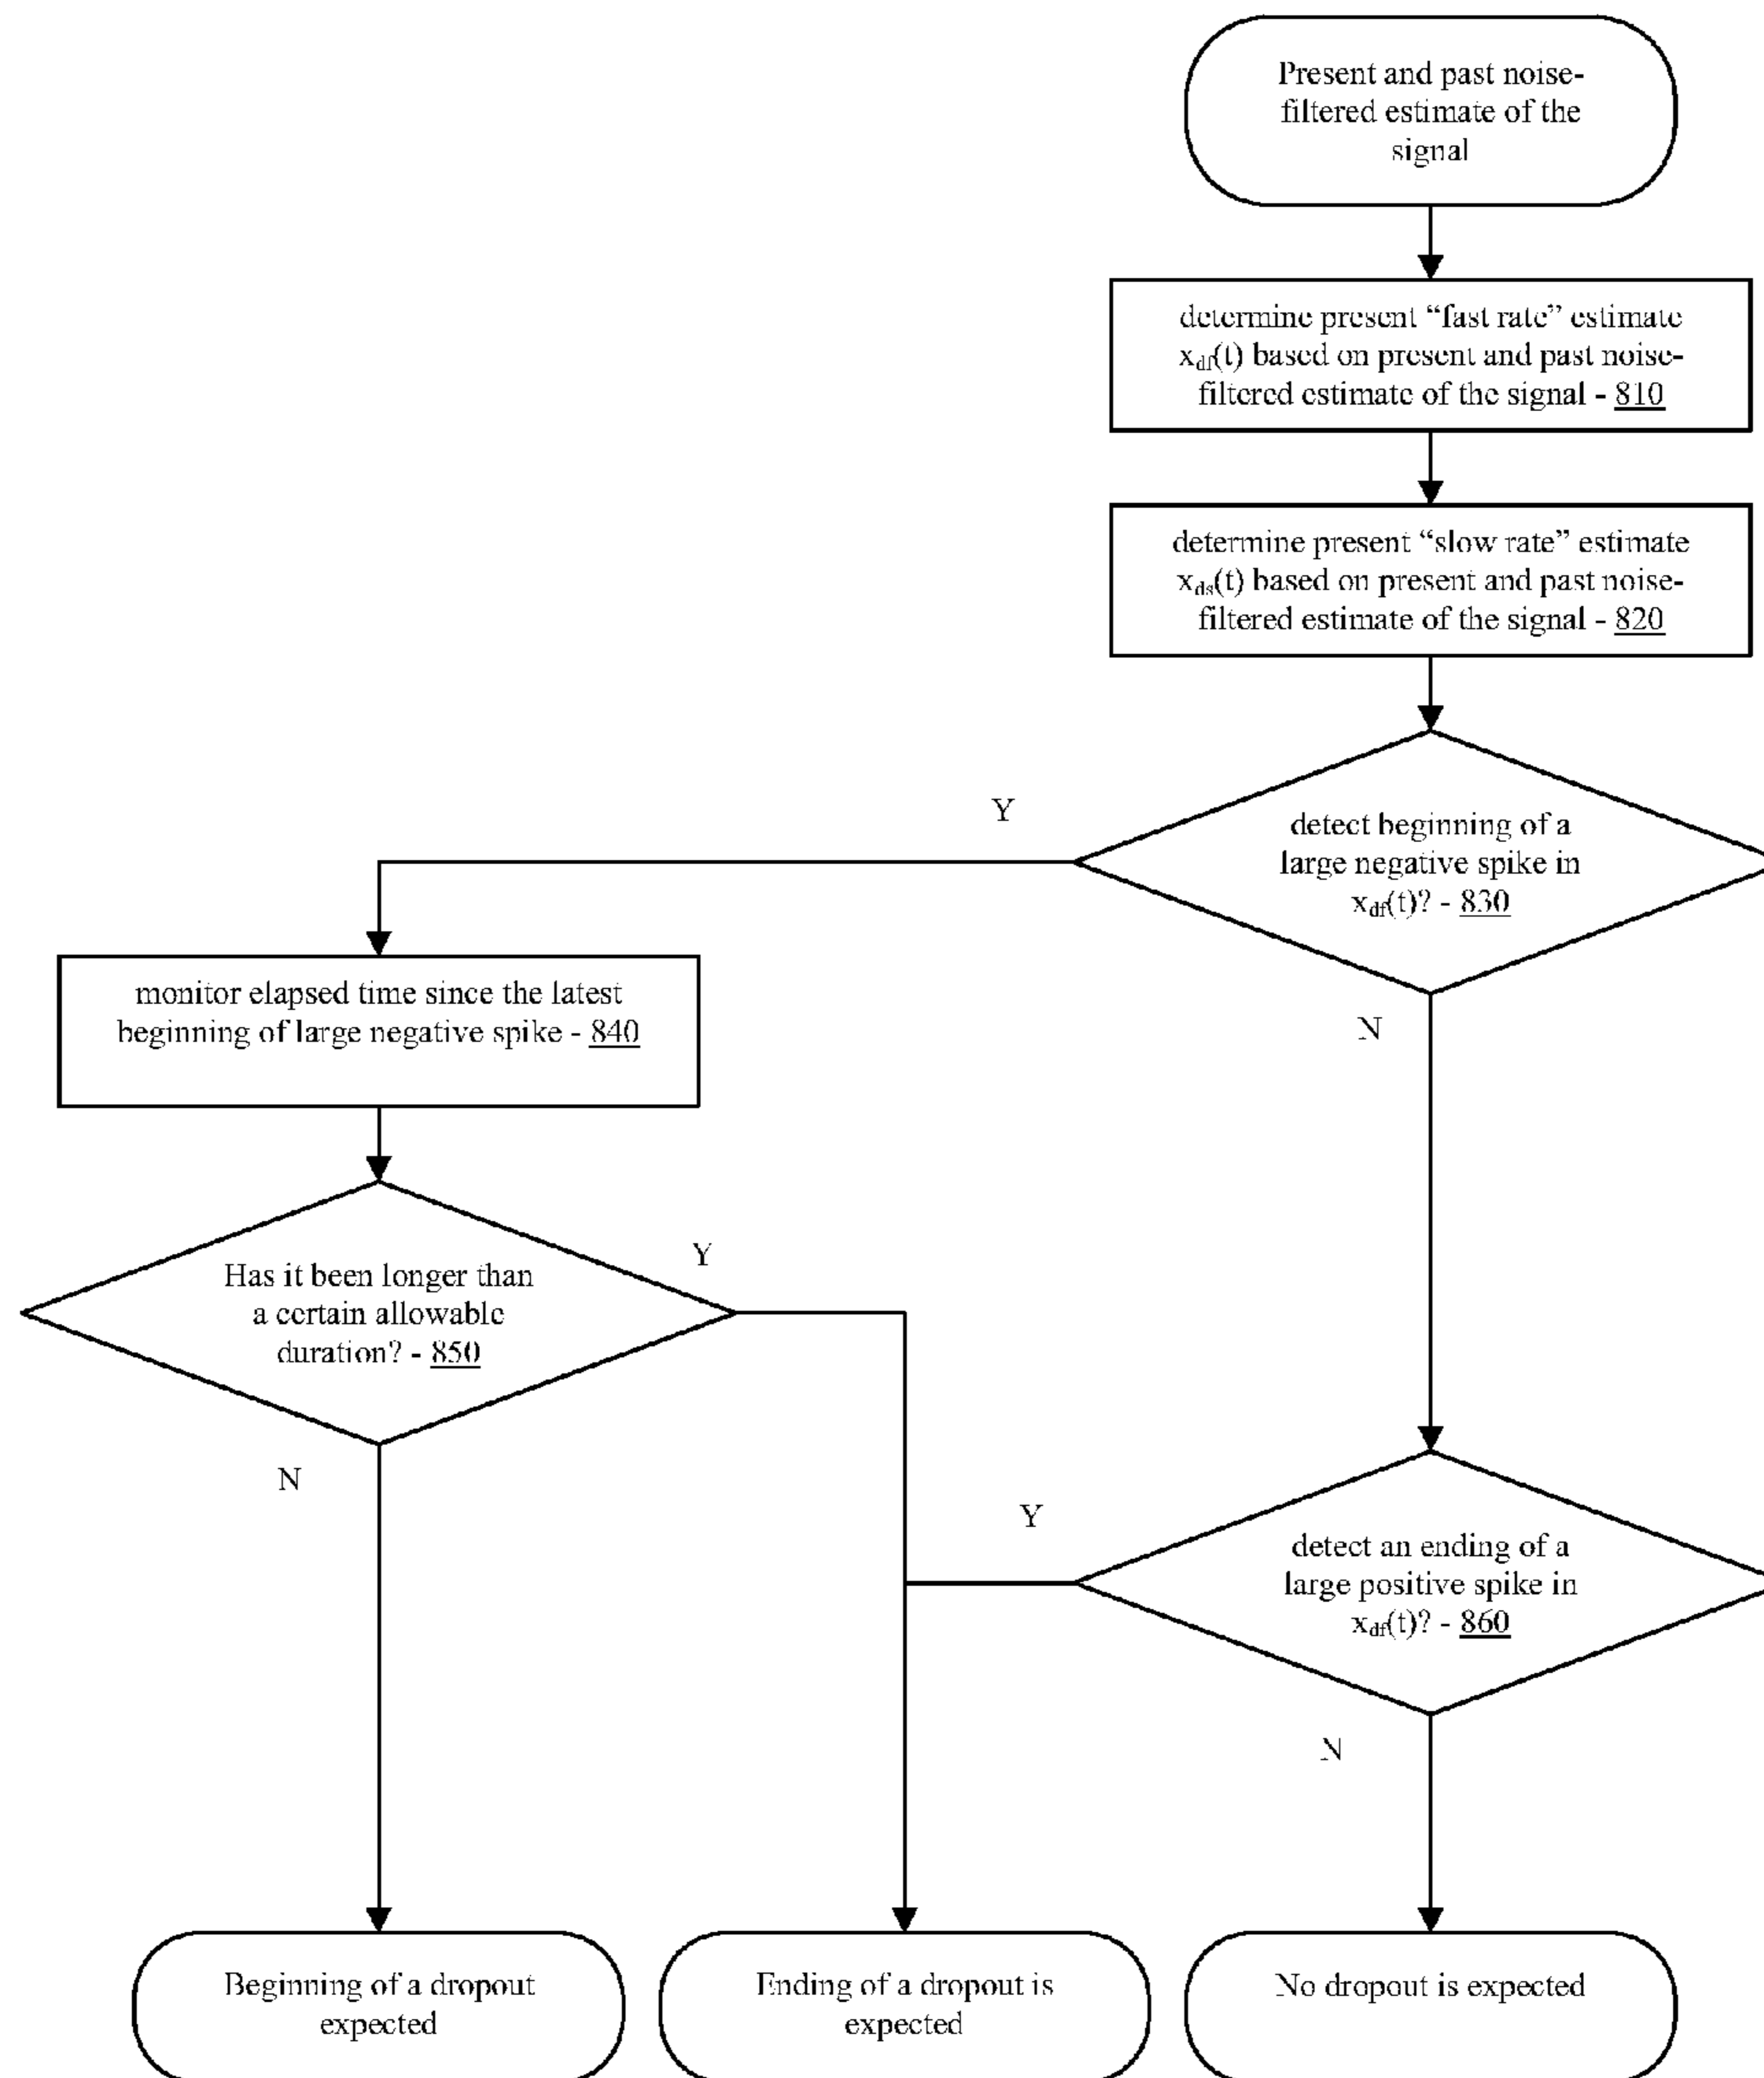 Present and past noise-
filtered estimate of the
signal
determine present “fast rate” estimate
xdf(t) based on present and past noise-
filtered estimate of the signal - 810
determine present “slow rate” estimate
xds(t) based on present and past noise-
filtered estimate of the signal - 820
Y
detect beginning of a
large negative spike in
xdf(t)? - 830
N
monitor elapsed time since the latest
beginning of large negative spike - 840
Y
Has it been longer than
a certain allowable
duration? - 850
N
Y
detect an ending of a
large positive spike in
xdf(t)? - 860
N
Beginning of a dropout
expected
Ending of a dropout is
expected
No dropout is expected